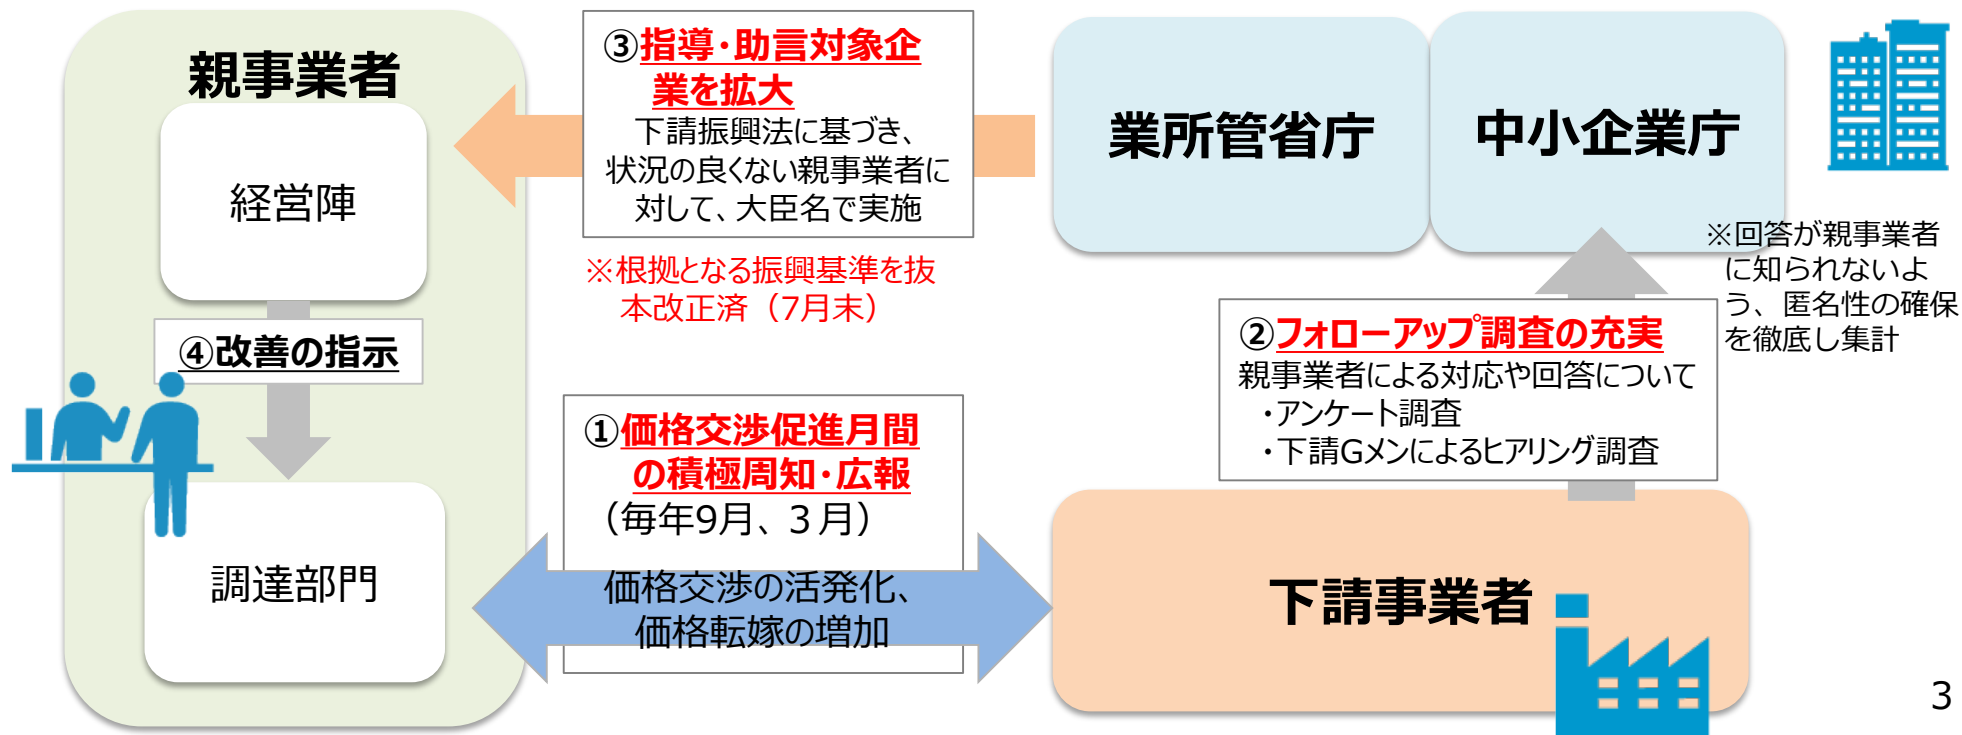 親事業者
経営陣
④改善の指示
調達部門
③指導・助言対象企
業を拡大
下請振興法に基づき、
状況の良くない親事業者に
対して、大臣名で実施
※根拠となる振興基準を抜
本改正済（7月末）
①価格交渉促進月間
の積極周知・広報
（毎年9月、３月）
価格交渉の活発化、
価格転嫁の増加
業所管省庁
中小企業庁
※回答が親事業者
に知られないよ
う、匿名性の確保
を徹底し集計
②フォローアップ調査の充実
親事業者による対応や回答について
・アンケート調査
・下請Gメンによるヒアリング調査
下請事業者
3